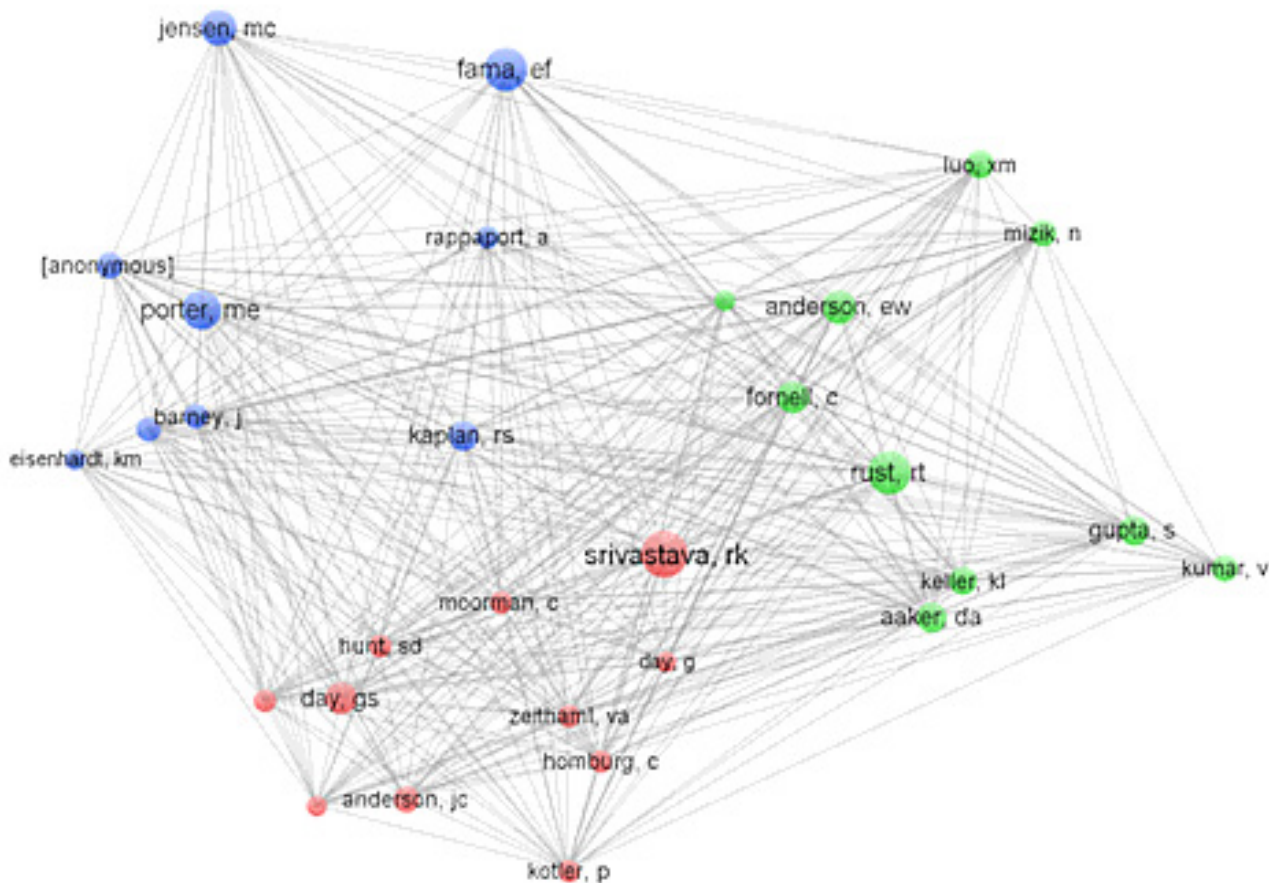 jensen, mc
fama, ef
luo, xm
mizik, n
rappaport, a
[anonymous]
porter, me
anderson, ew
fornell, c
barney, j
kaplan, rs
eisenhardt, km
rust, rt
gupta, s
srivastava, rk
kumar, v
keller, kl
moorman, c
aaker, da
hunt, sd
day, g
day, gs
zeithaml, va
homburg, c
anderson, jc
kotler, p